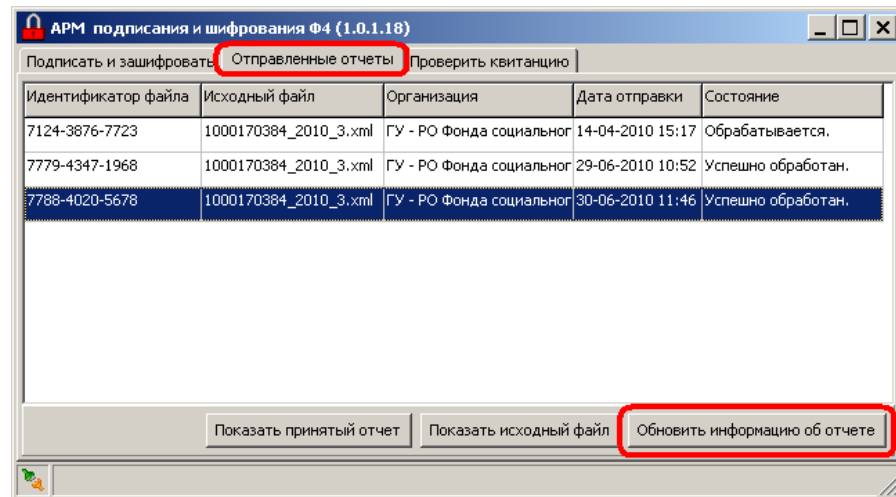 АРМ подписания и шифрования Ф4 (1.0.1.18)
Подписать и зашифровать Отправленные отчеты Проверить квитанцию
Идентификатор файла Исходный файл Организация Дата отправки Состояние
7124-3876-7723 1000170384_2010_3.xml ГУ - РО Фонда социальног 14-04-2010 15:17 Обрабатывается.
7779-4347-1968 1000170384_2010_3.xml ГУ - РО Фонда социальног 29-06-2010 10:52 Успешно обработан.
7788-4020-5678 1000170384_2010_3.xml ГУ - РО Фонда социальног 30-06-2010 11:46 Успешно обработан.
Показать принятый отчет Показать исходный файл Обновить информацию об отчете